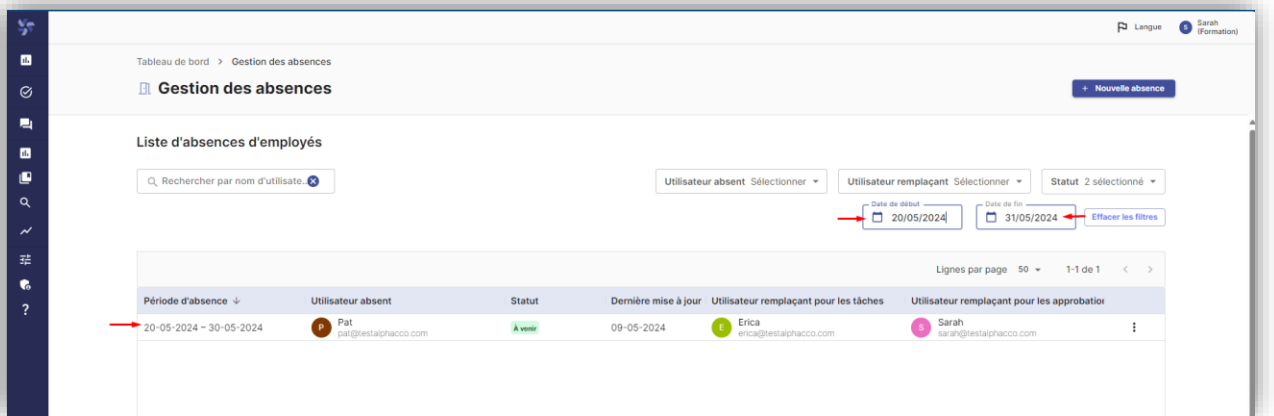 Langue
S
Sarah
(Formation)
Tableau de bord > Gestion des absences
Gestion des absences
+ Nouvelle absence
Liste d'absences d'employés
Rechercher par nom d'utilisate..
Utilisateur absent Sélectionner
Utilisateur remplaçant Sélectionner
Statut 2 sélectionné
Date de début
20/05/2024
Date de fin
31/05/2024
Effacer les filtres
Lignes par page 50
1-1 de 1
Période d'absence ↓ Utilisateur absent Statut Dernière mise à jour Utilisateur remplaçant pour les tâches Utilisateur remplaçant pour les approbation
20-05-2024 – 30-05-2024
P
Pat
pat@testalphacco.com
À venir
09-05-2024
E
Erica
erica@testalphacco.com
S
Sarah
sarah@testalphacco.com
?